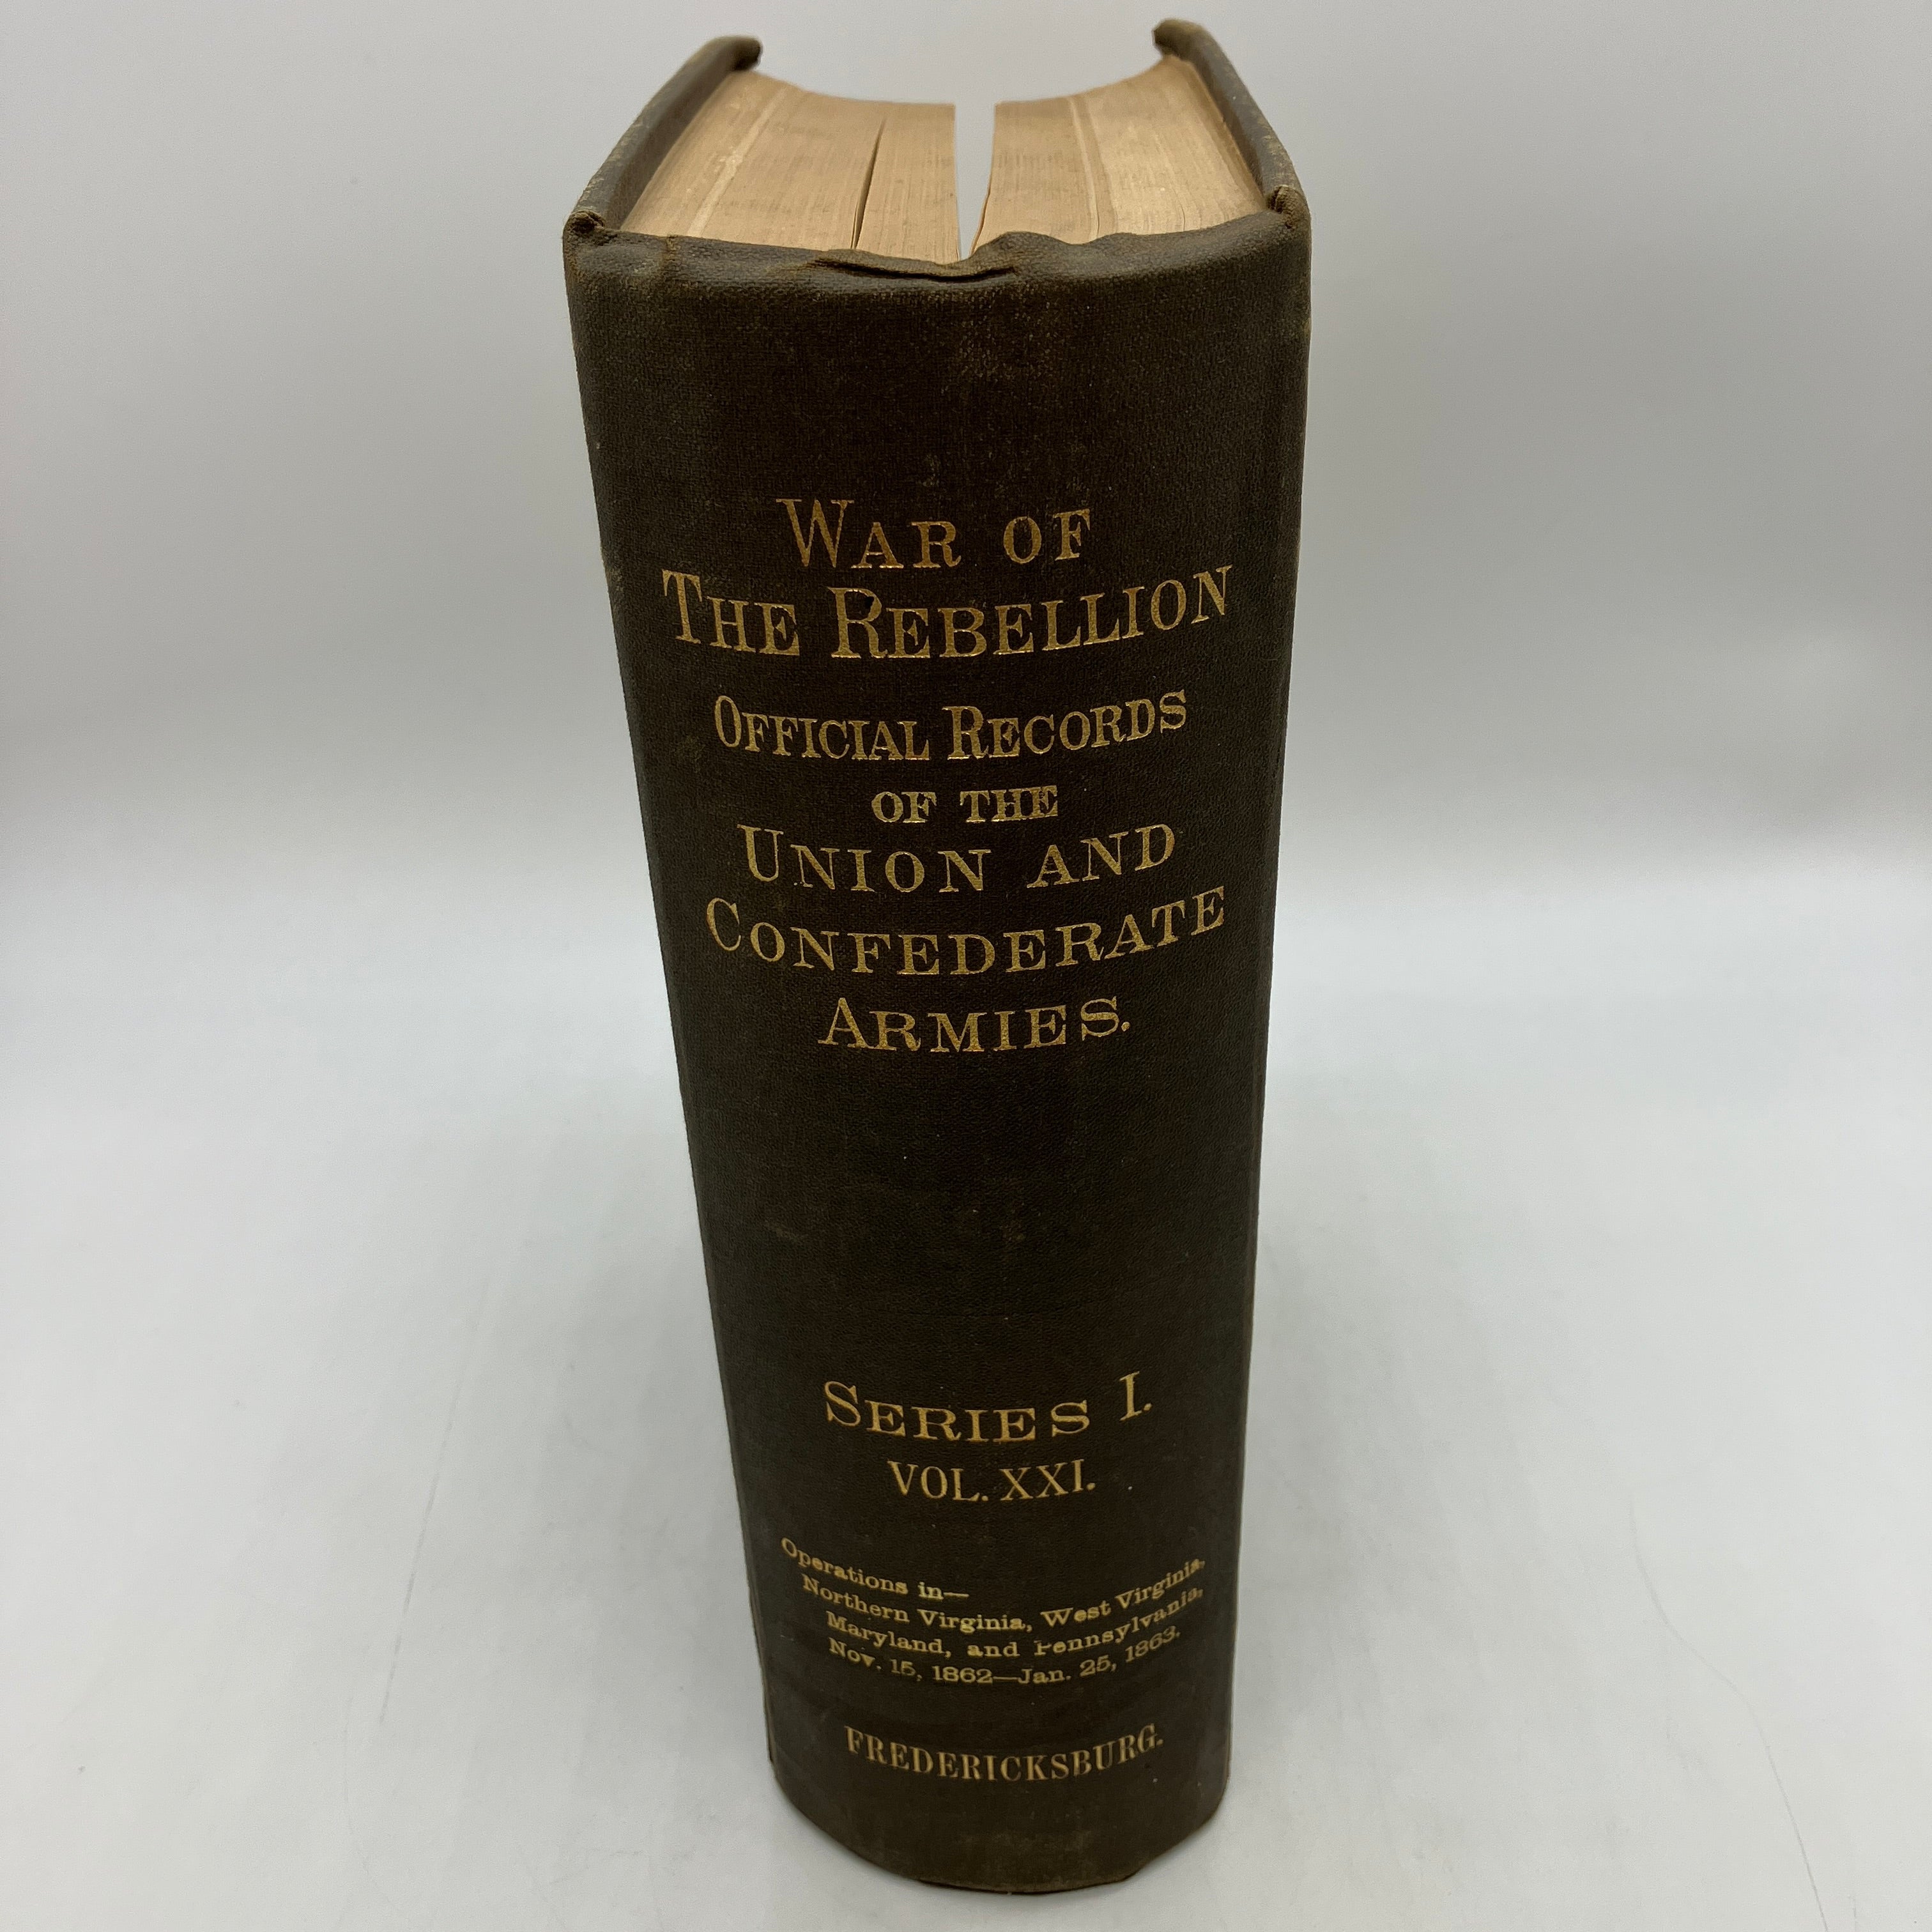 WAR OF
THE REBELLION
OFFICIAL RECORDS
OF THE
UNION AND
CONFEDERATE
ARMIES.
SERIES I.
VOL. XXI.
Operations in—
Northern Virginia, West Virginia,
Maryland, and Pennsylvania,
Nov. 15, 1862—Jan. 25, 1863.
FREDERICKSBURG.